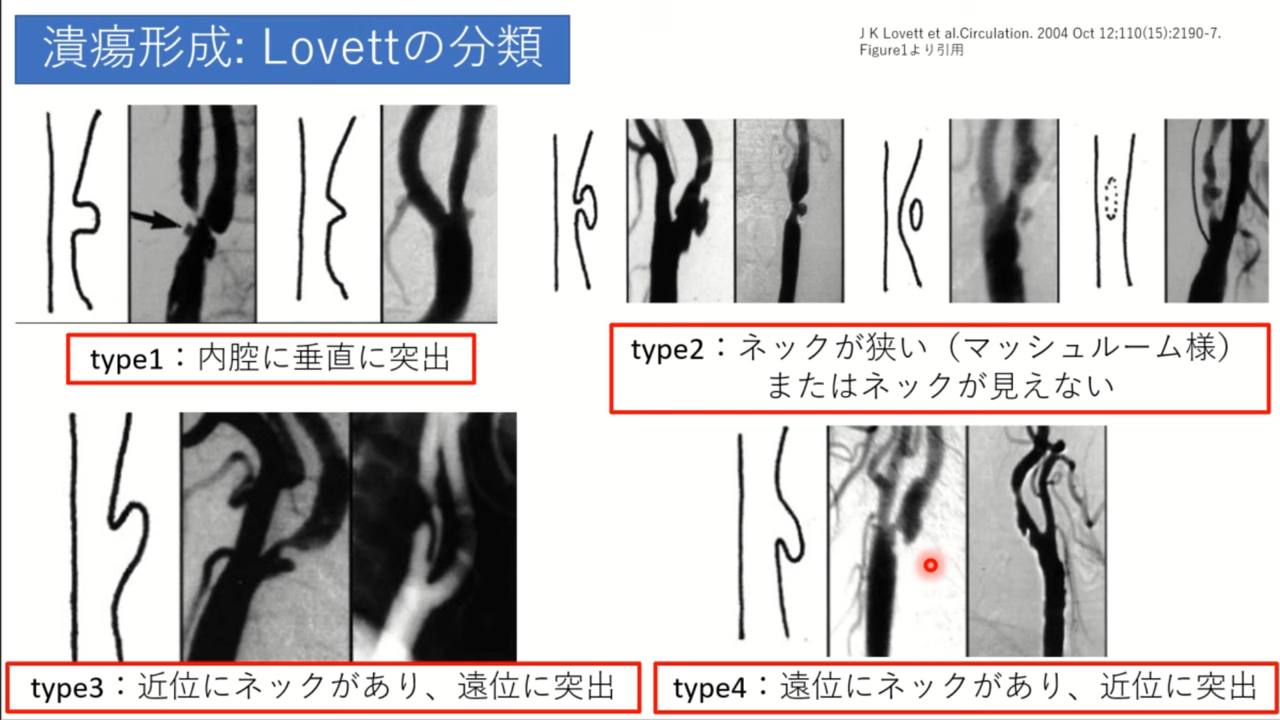 潰瘍形成: Lovettの分類
J K Lovett et al.Circulation. 2004 Oct 12;110(15):2190-7.
Figure1より引用
type1：内腔に垂直に突出
type2：ネックが狭い（マッシュルーム様）
またはネックが見えない
type3：近位にネックがあり、遠位に突出
type4：遠位にネックがあり、近位に突出